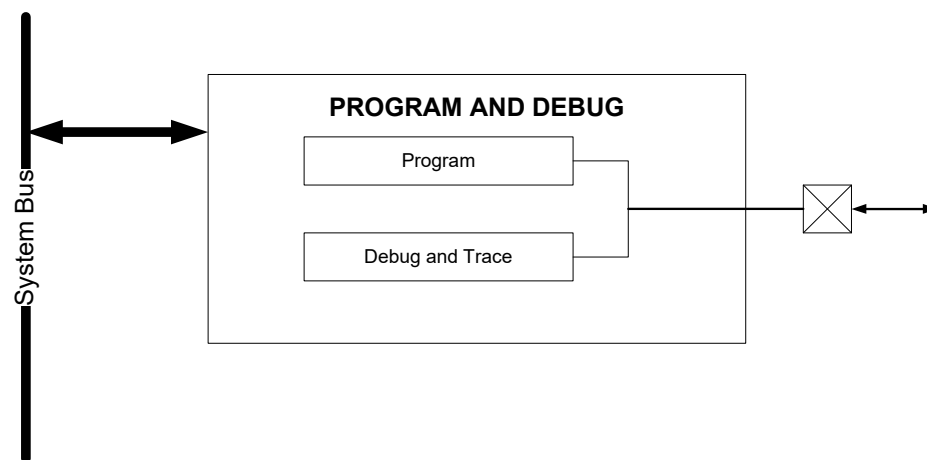 PROGRAM AND DEBUG
Program
System Bus
Debug and Trace